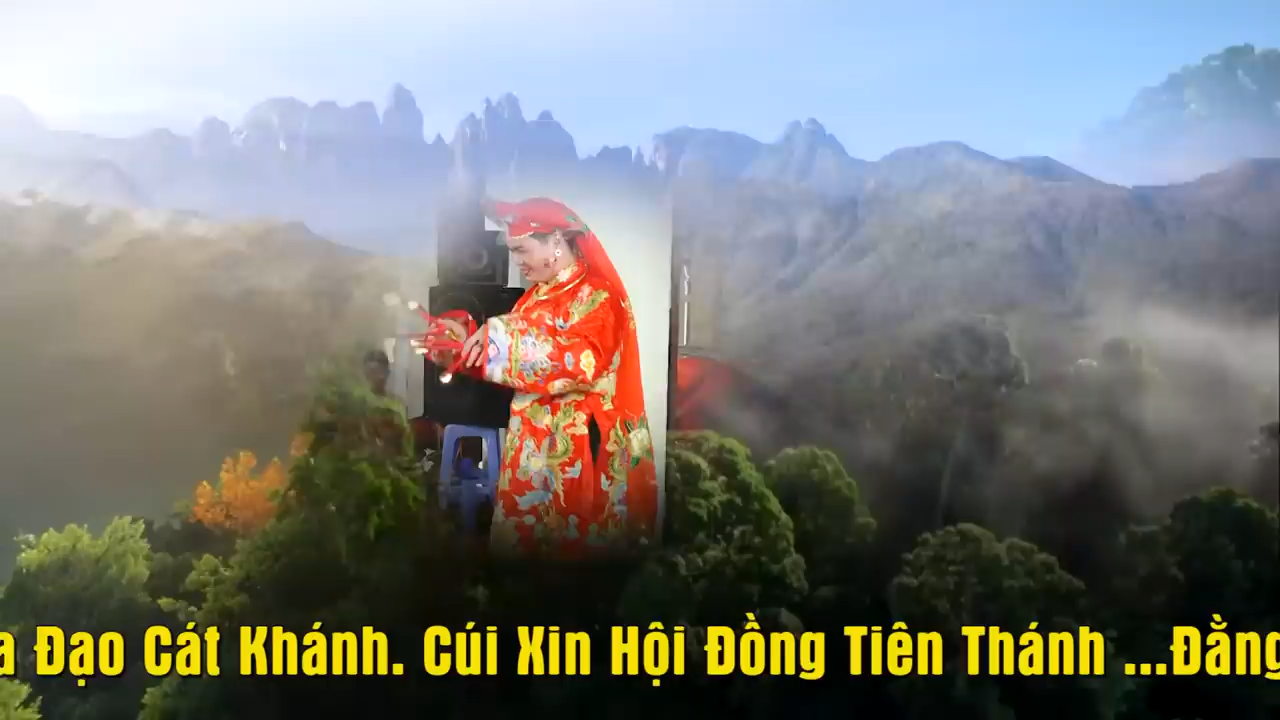 a Đạo Cát Khánh. Cúi Xin Hội Đồng Tiên Thánh ...Đằng